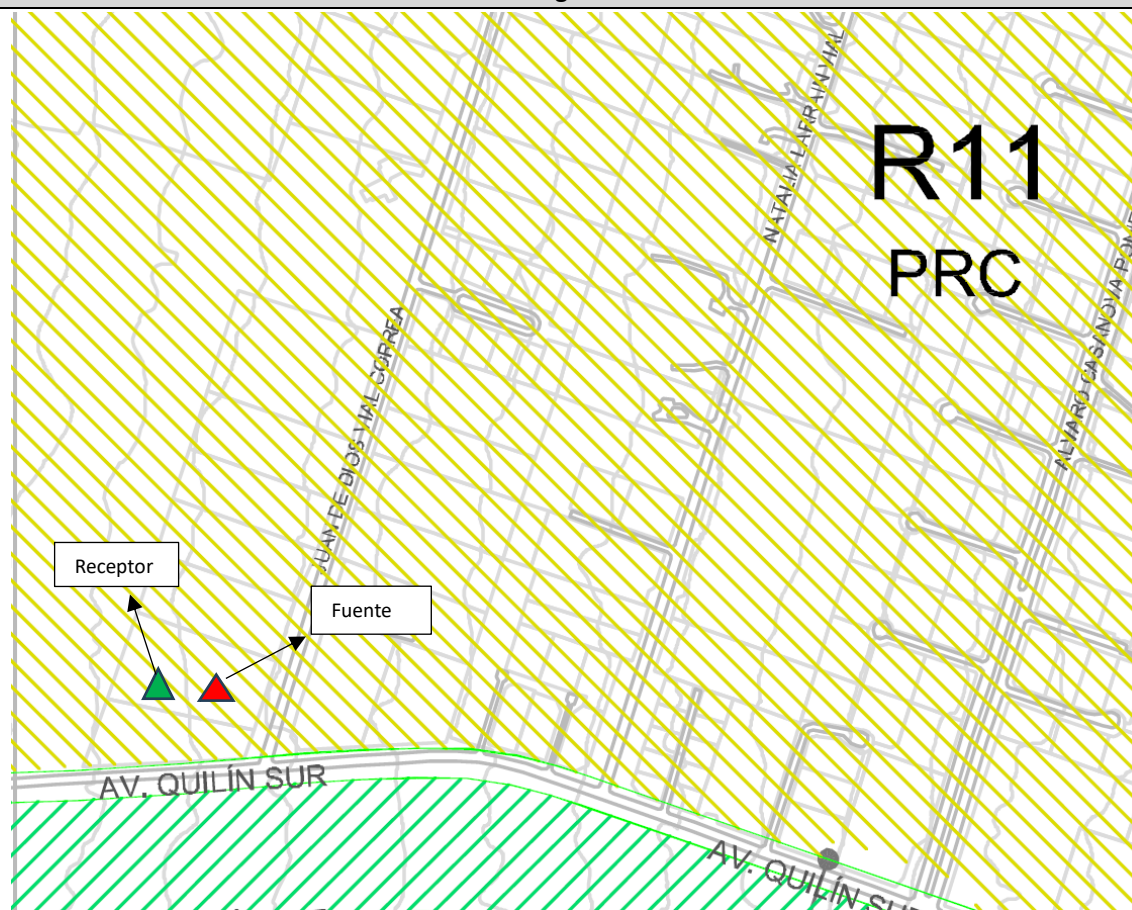 NATALIA LARRAIN VIAL
R11
PRC
ALVARO CASANOVA
JUAN DE DIOS VIAL CORREA
Receptor
Fuente
AV. QUILÍN SUR
AV. QUILÍN SUR